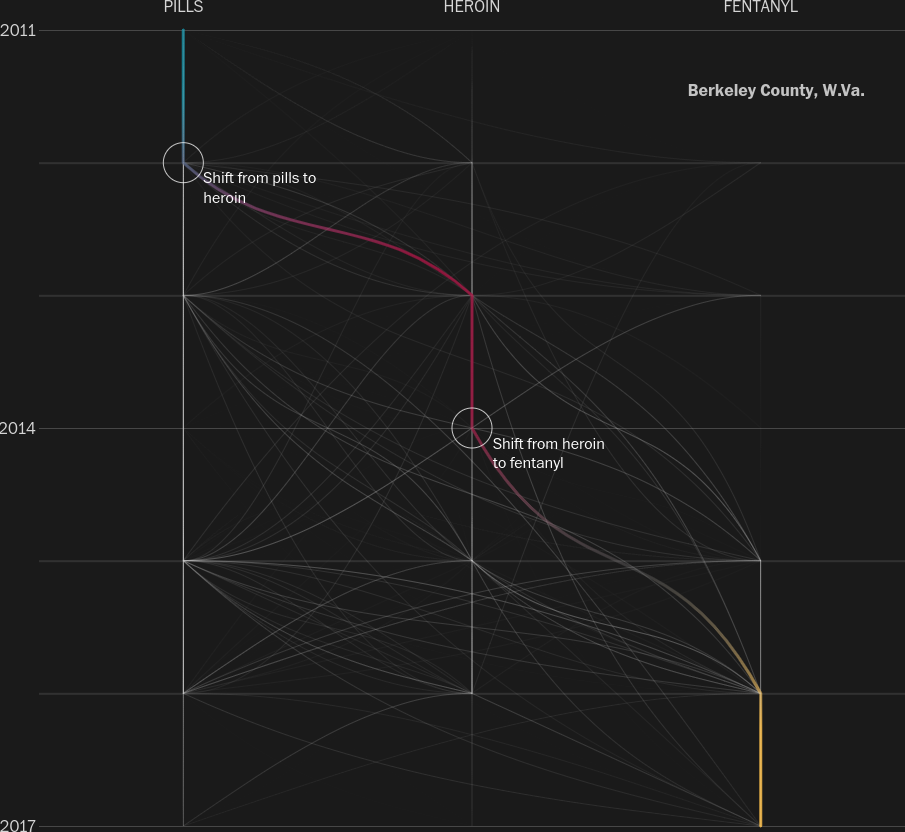 PILLS HEROIN FENTANYL
2011
Berkeley County, W.Va.
Shift from pills to
heroin
2014
Shift from heroin
to fentanyl
2017